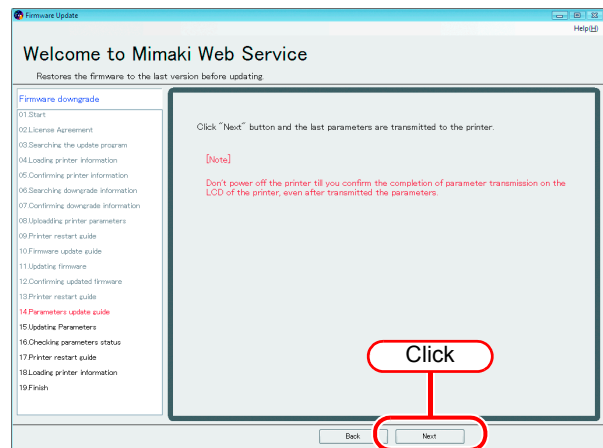 Firmware Update
Help(H)
Welcome to Mimaki Web Service
Restores the firmware to the last version before updating.
Firmware downgrade
01.Start
02.License Agreement
03.Searching the update program
04.Loading printer information
05.Confirming printer information
06.Searching downgrade information
07.Confirming downgrade information
08.Uploadding printer parameters
09.Printer restart guide
10.Firmware update guide
11.Updating firmware
12.Confirming updated firmware
13.Printer restart guide
14.Parameters update guide
15.Updating Parameters
16.Checking parameters status
17.Printer restart guide
18.Loading printer information
19.Finish
Click "Next" button and the last parameters are transmitted to the printer.
[Note]
Don't power off the printer till you confirm the completion of parameter transmission on the
LCD of the printer, even after transmitted the parameters.
Click
Back
Next